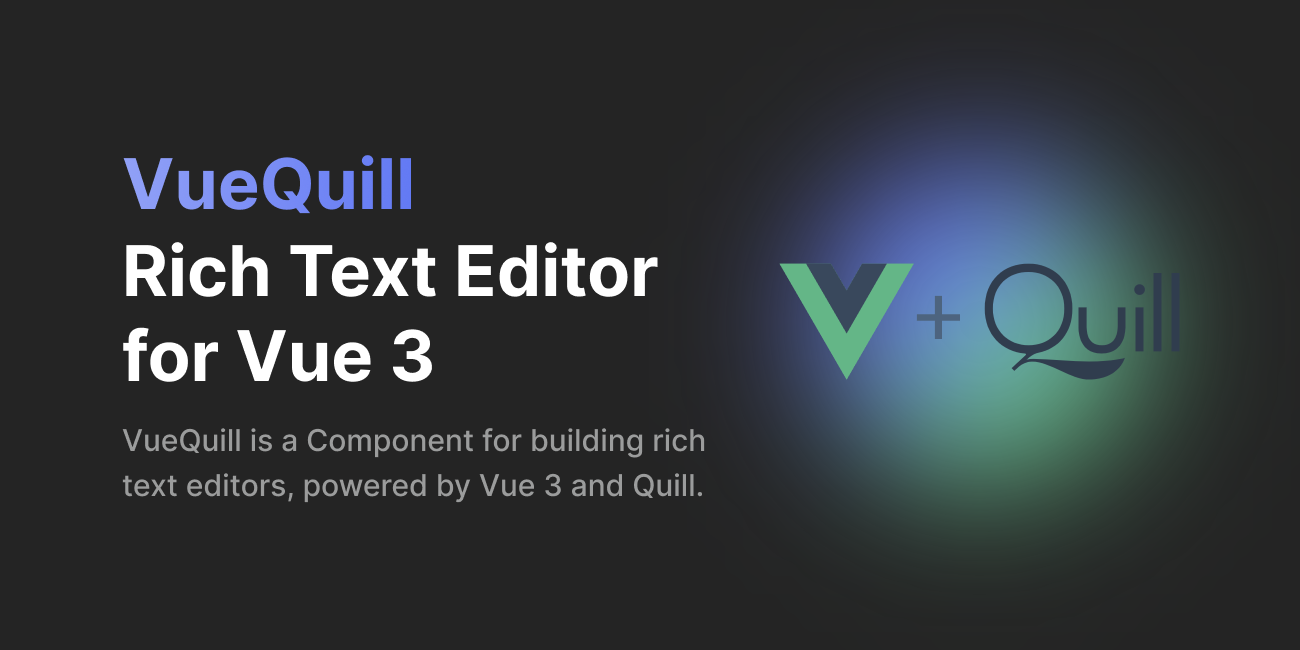 VueQuill
Rich Text Editor
for Vue 3
VueQuill is a Component for building rich
text editors, powered by Vue 3 and Quill.
+ Quill